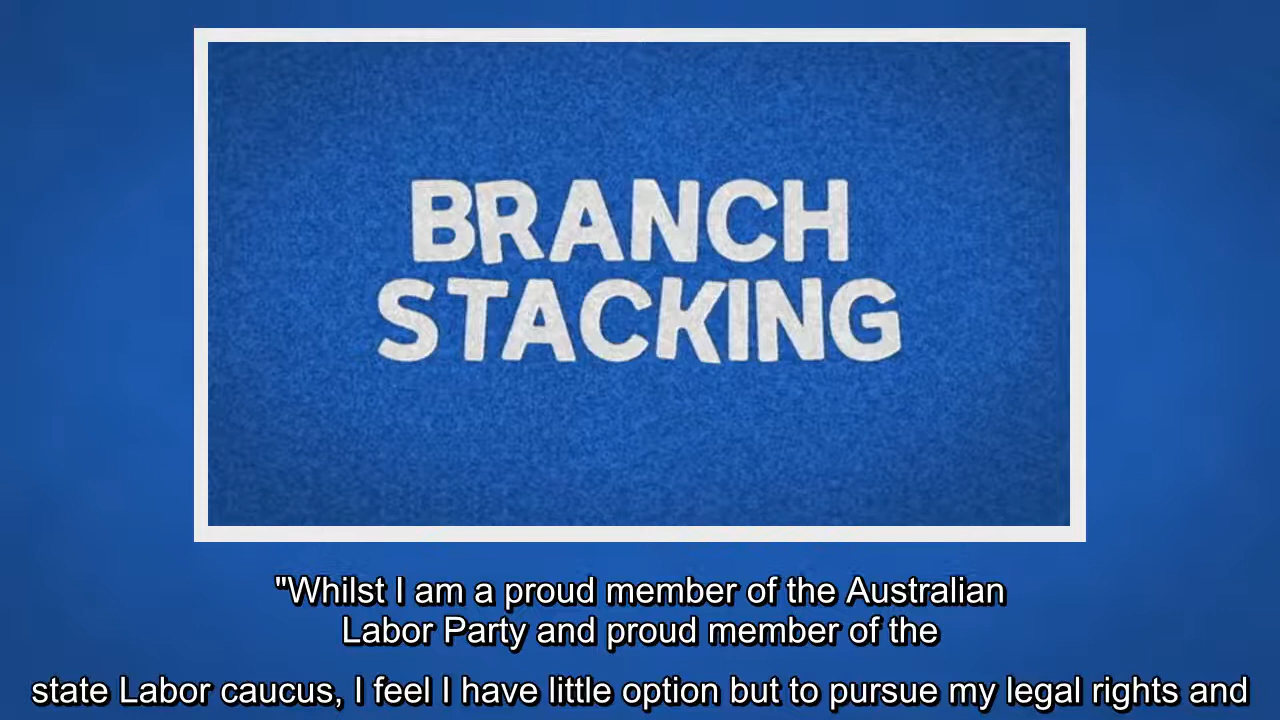 BRANCH
STACKING
"Whilst I am a proud member of the Australian
Labor Party and proud member of the
state Labor caucus, I feel I have little option but to pursue my legal rights and